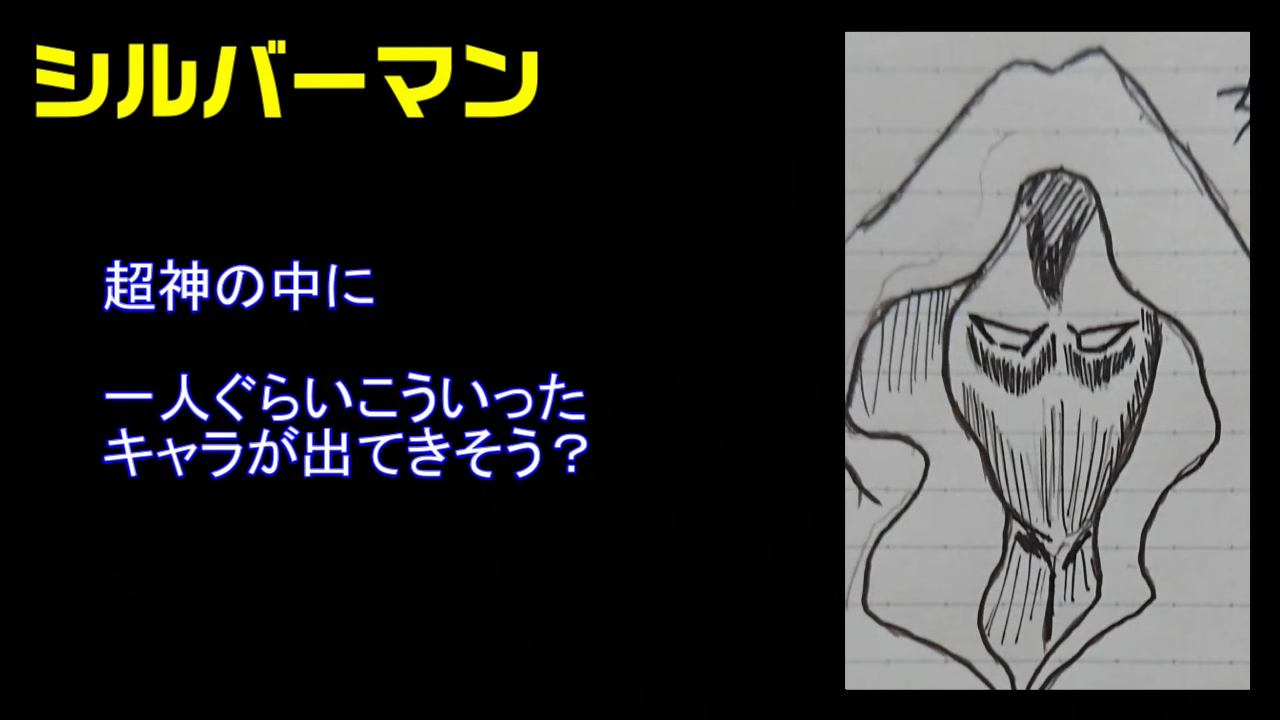 シルバーマン
超神の中に
一人ぐらいこういった
キャラが出てきそう？